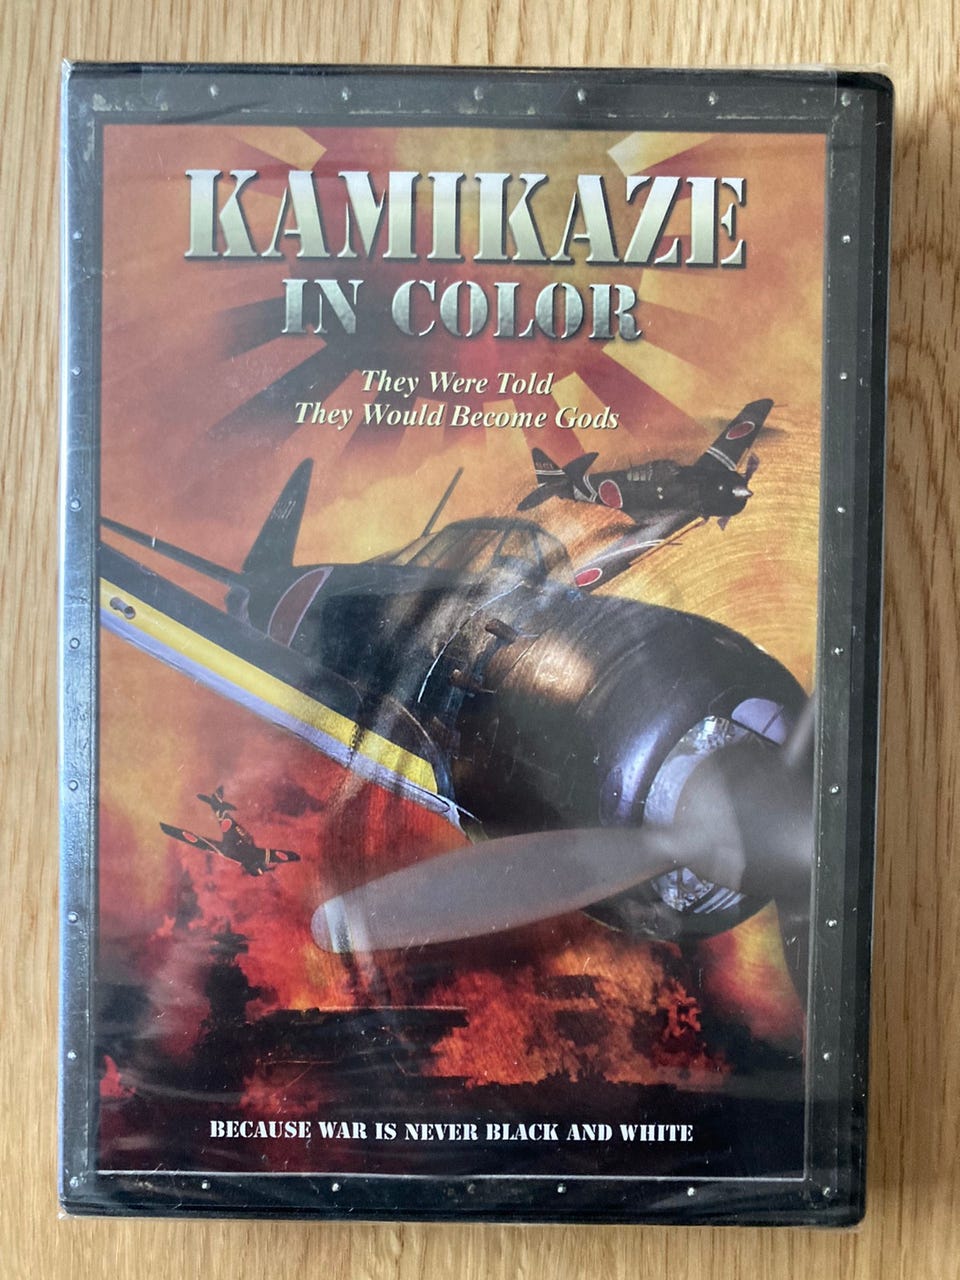 KAMIKAZE
IN COLOR
They Were Told
They Would Become Gods
BECAUSE WAR IS NEVER BLACK AND WHITE